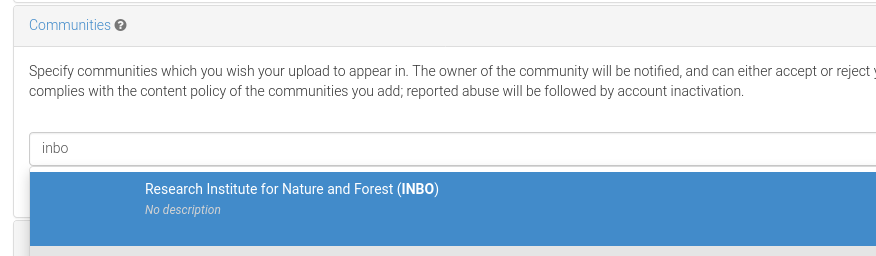 Communities
Specify communities which you wish your upload to appear in. The owner of the community will be notified, and can either accept or reject
complies with the content policy of the communities you add; reported abuse will be followed by account inactivation.
inbo
Research Institute for Nature and Forest (INBO)
No description